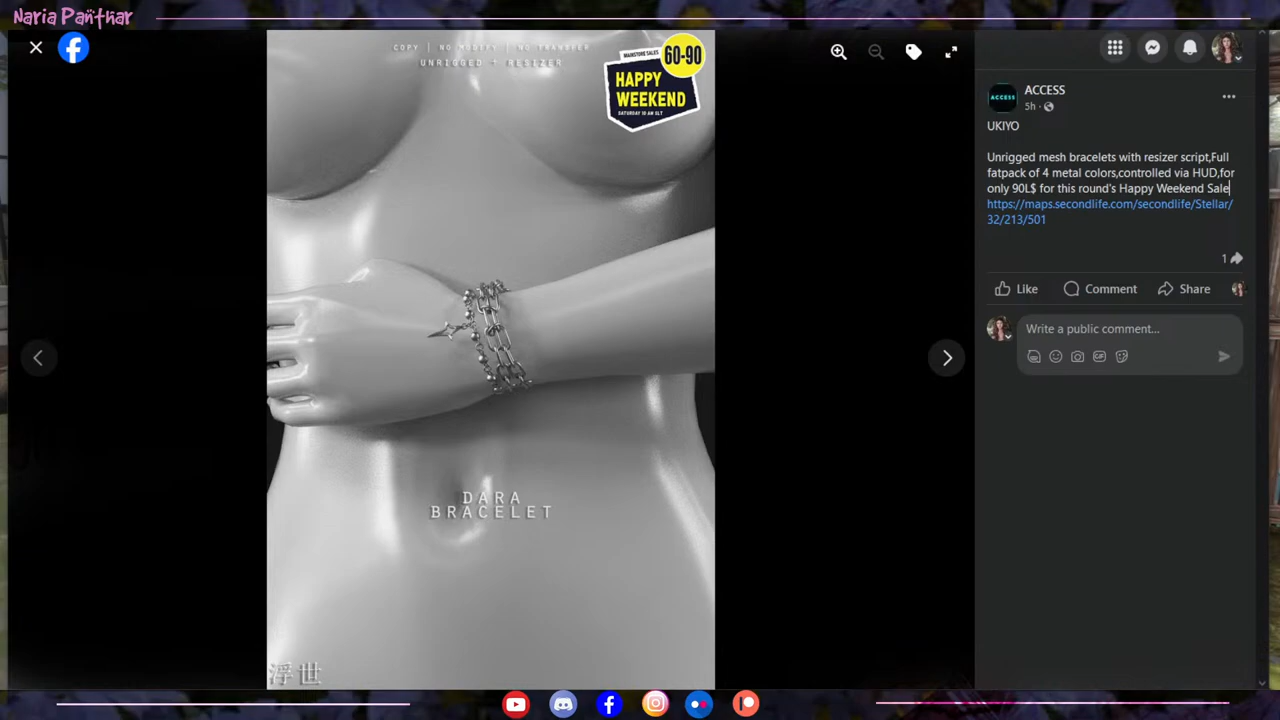 Naria Panthar
COPY | NO MODIFY | NO TRANSFER
UNRIGGED + RESIZER
MAINSTORE SALES
60-90
HAPPY
WEEKEND
SATURDAY 10 AM SLT
DARA
BRACELET
浮世
ACCESS
ACCESS
5h ·
UKIYO
Unrigged mesh bracelets with resizer script,Full
fatpack of 4 metal colors,controlled via HUD,for
only 90L$ for this round's Happy Weekend Sale
https://maps.secondlife.com/secondlife/Stellar/
32/213/501
1
Like Comment Share
Write a public comment…
GIF